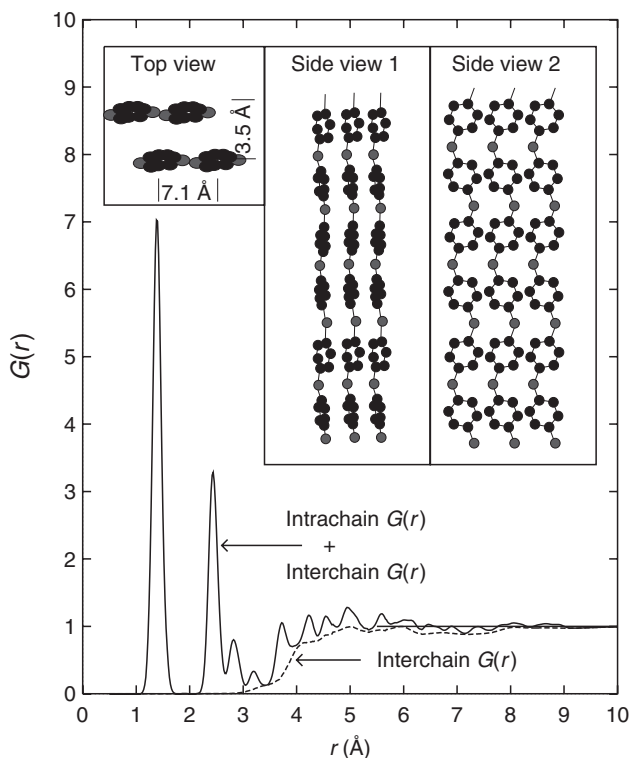 10
9
8
7
6
5
4
3
2
1
0
G(r)
Top view
3.5 Å
7.1 Å
Side view 1
Side view 2
Intrachain G(r)
+
Interchain G(r)
Interchain G(r)
0 1 2 3 4 5 6 7 8 9 10
r (Å)